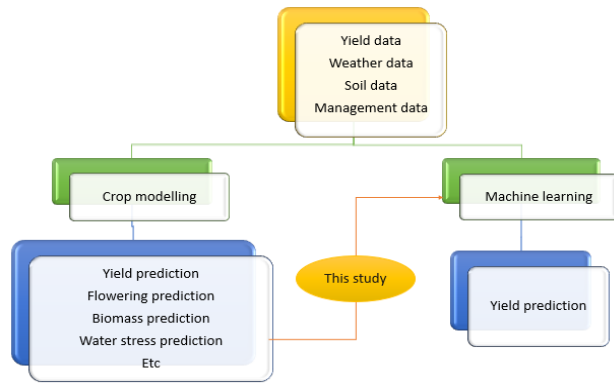 Yield data
Weather data
Soil data
Management data
Crop modelling
Machine learning
Yield prediction
Flowering prediction
Biomass prediction
Water stress prediction
Etc
This study
Yield prediction